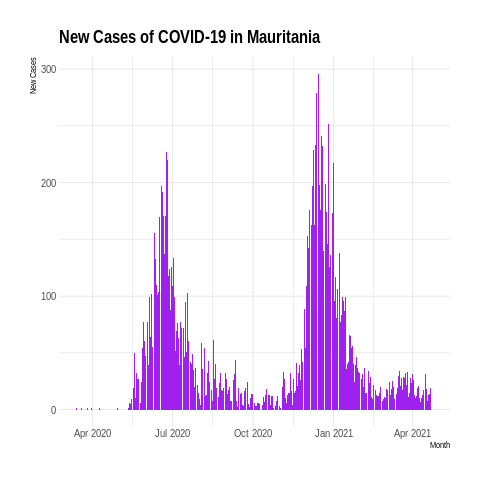 New Cases of COVID-19 in Mauritania
New Cases
300
200
100
0
Apr 2020 Jul 2020 Oct 2020 Jan 2021 Apr 2021
Month